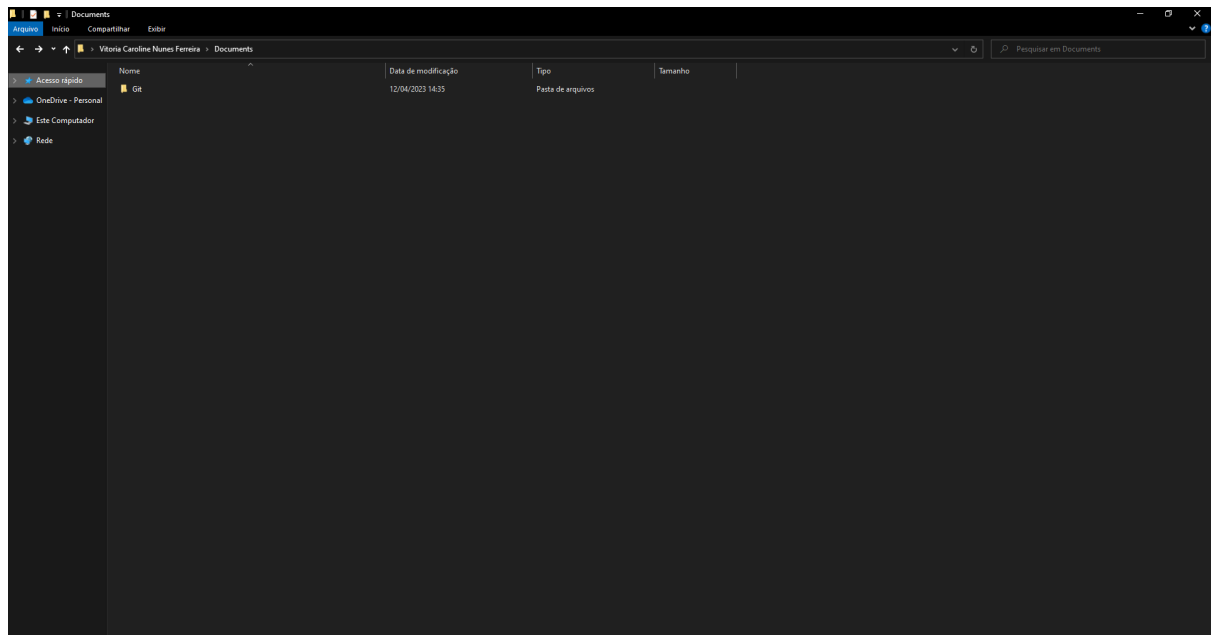 Documents
Arquivo Início Compartilhar Exibir
Vitoria Caroline Nunes Ferreira Documents Pesquisar em Documents
Nome Data de modificação Tipo Tamanho
Acesso rápido
Git 12/04/2023 14:35 Pasta de arquivos
OneDrive - Personal
Este Computador
Rede